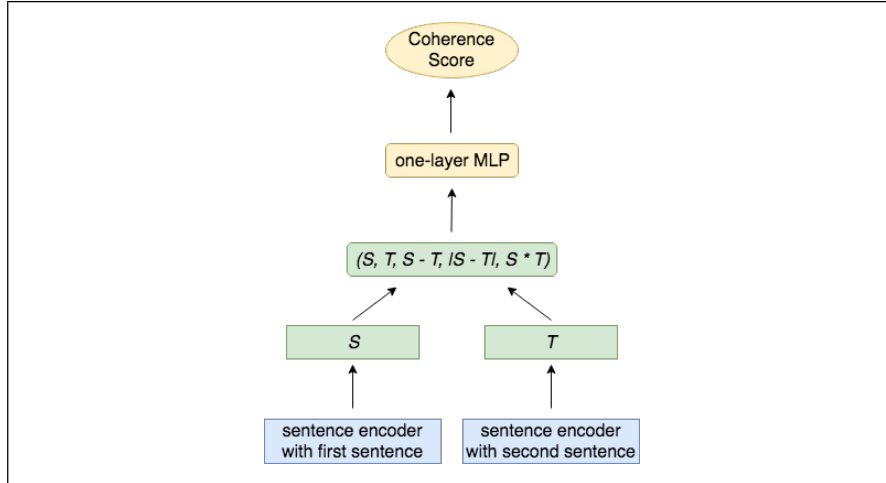 Coherence
Score
one-layer MLP
(S, T, S - T, |S - T|, S * T)
S
T
sentence encoder
with first sentence
sentence encoder
with second sentence